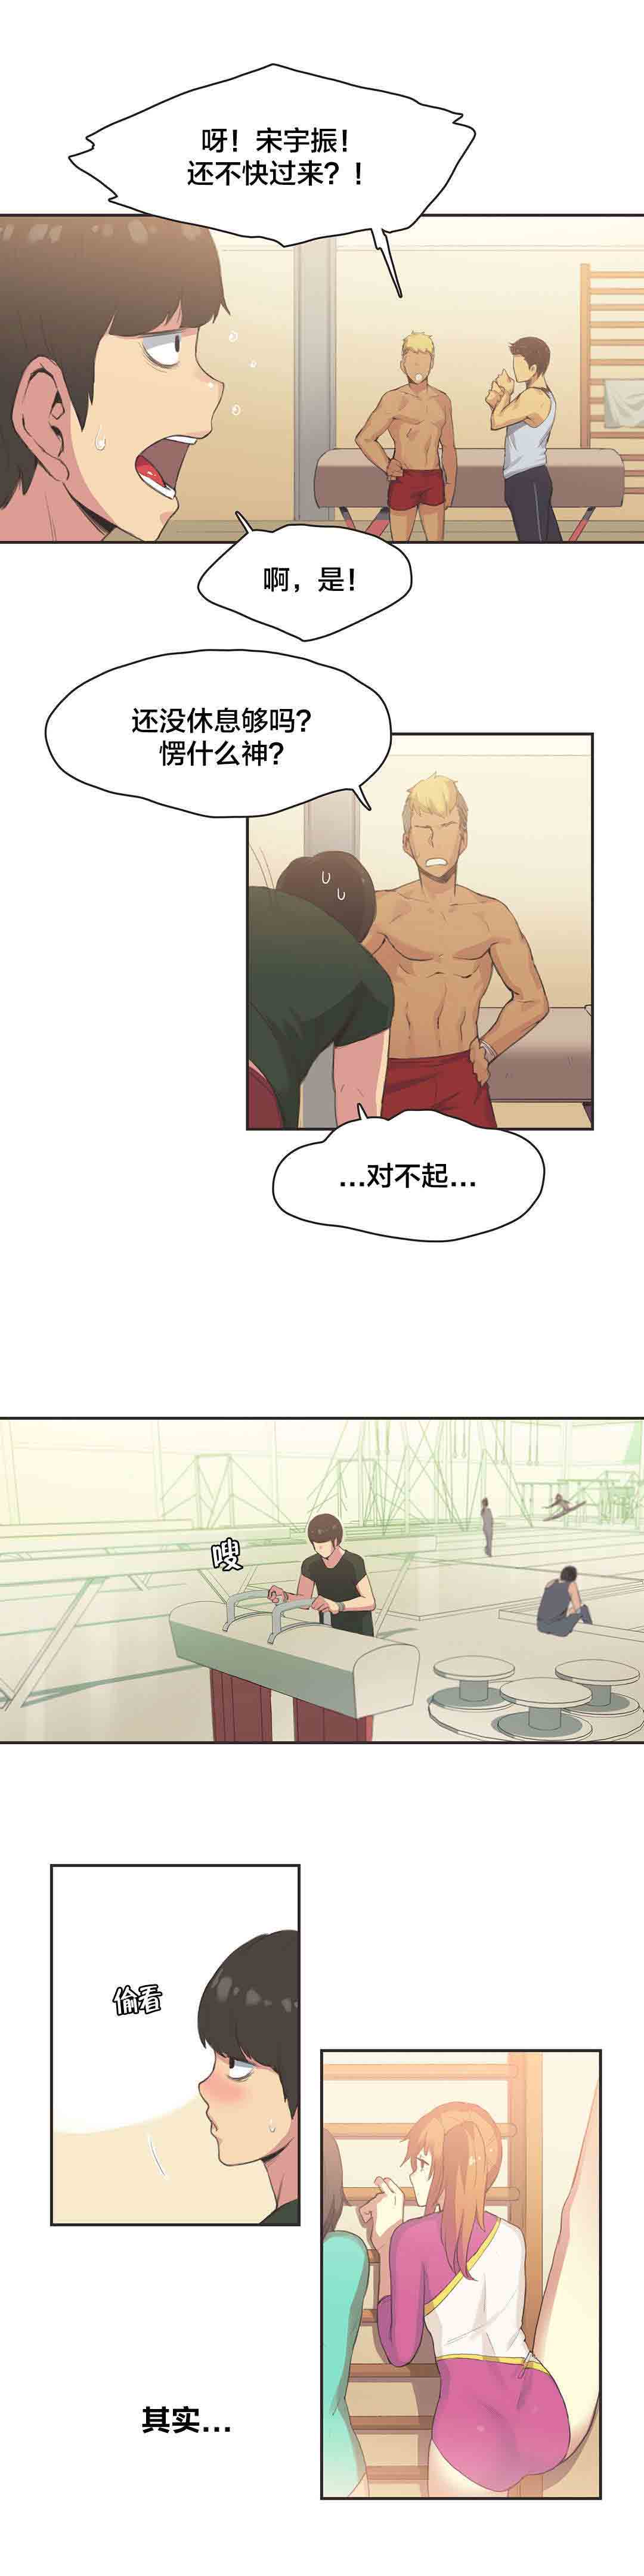 呀！宋宇振！
还不快过来？！
啊，是！
还没休息够吗？
愣什么神？
…对不起…
嗖
偷看
其实…